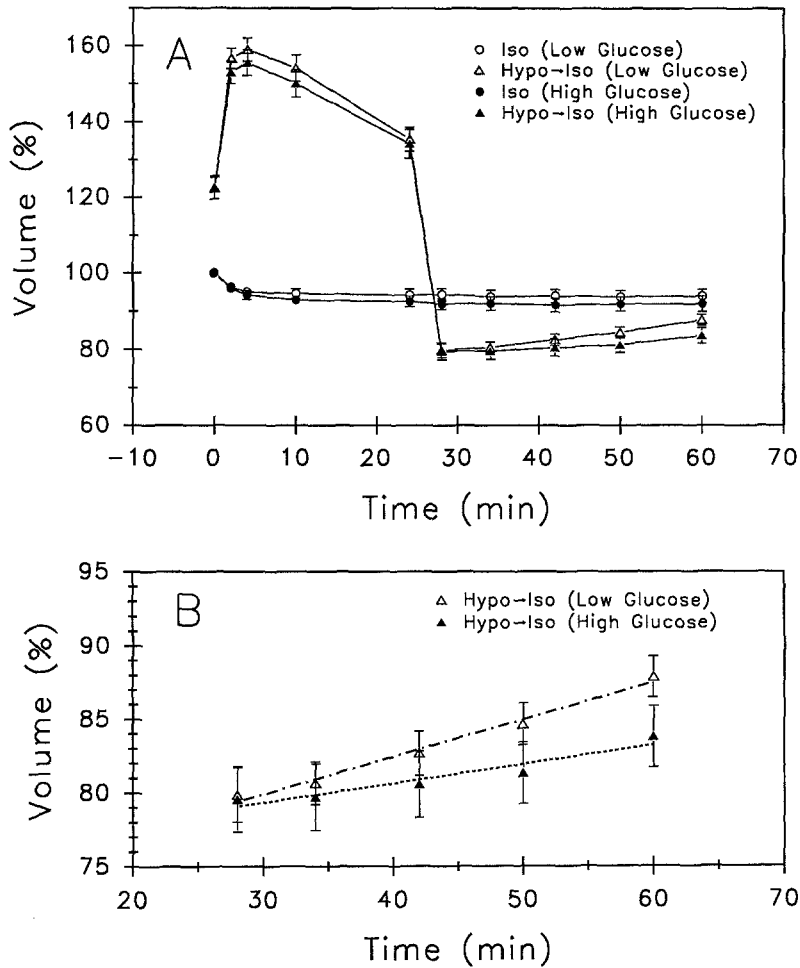 A
Iso (Low Glucose)
Hypo→Iso (Low Glucose)
Iso (High Glucose)
Hypo→Iso (High Glucose)
Volume (%)
160
140
120
100
80
60
-10 0 10 20 30 40 50 60 70
Time (min)
B
Hypo→Iso (Low Glucose)
Hypo→Iso (High Glucose)
Volume (%)
95
90
85
80
75
20 30 40 50 60 70
Time (min)